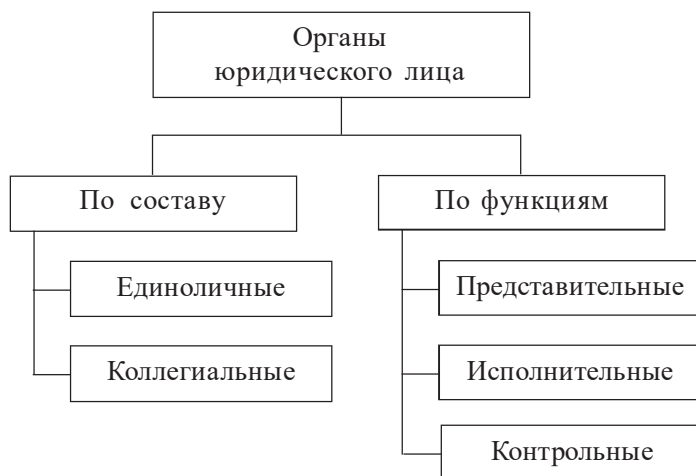 Органы
юридического лица
По составу
Единоличные
Коллегиальные
По функциям
Представительные
Исполнительные
Контрольные